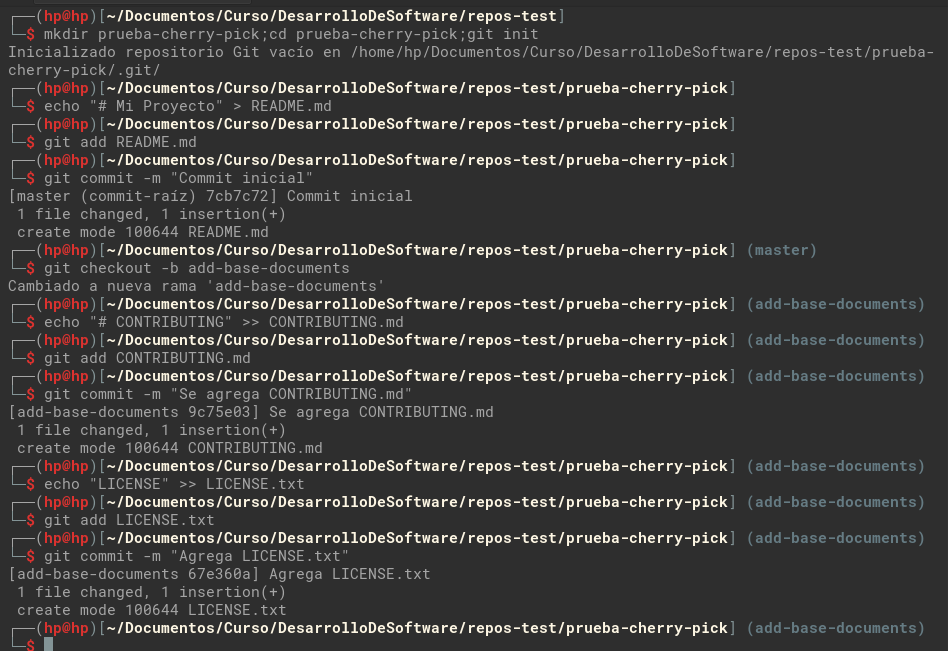 ┌──(hp@hp)[~/Documentos/Curso/DesarrolloDeSoftware/repos-test]
└─$ mkdir prueba-cherry-pick;cd prueba-cherry-pick;git init
Inicializado repositorio Git vacío en /home/hp/Documentos/Curso/DesarrolloDeSoftware/repos-test/prueba-
cherry-pick/.git/
┌──(hp@hp)[~/Documentos/Curso/DesarrolloDeSoftware/repos-test/prueba-cherry-pick]
└─$ echo "# Mi Proyecto" > README.md
┌──(hp@hp)[~/Documentos/Curso/DesarrolloDeSoftware/repos-test/prueba-cherry-pick]
└─$ git add README.md
┌──(hp@hp)[~/Documentos/Curso/DesarrolloDeSoftware/repos-test/prueba-cherry-pick]
└─$ git commit -m "Commit inicial"
[master (commit-raíz) 7cb7c72] Commit inicial
 1 file changed, 1 insertion(+)
 create mode 100644 README.md
┌──(hp@hp)[~/Documentos/Curso/DesarrolloDeSoftware/repos-test/prueba-cherry-pick] (master)
└─$ git checkout -b add-base-documents
Cambiado a nueva rama 'add-base-documents'
┌──(hp@hp)[~/Documentos/Curso/DesarrolloDeSoftware/repos-test/prueba-cherry-pick] (add-base-documents)
└─$ echo "# CONTRIBUTING" >> CONTRIBUTING.md
┌──(hp@hp)[~/Documentos/Curso/DesarrolloDeSoftware/repos-test/prueba-cherry-pick] (add-base-documents)
└─$ git add CONTRIBUTING.md
┌──(hp@hp)[~/Documentos/Curso/DesarrolloDeSoftware/repos-test/prueba-cherry-pick] (add-base-documents)
└─$ git commit -m "Se agrega CONTRIBUTING.md"
[add-base-documents 9c75e03] Se agrega CONTRIBUTING.md
 1 file changed, 1 insertion(+)
 create mode 100644 CONTRIBUTING.md
┌──(hp@hp)[~/Documentos/Curso/DesarrolloDeSoftware/repos-test/prueba-cherry-pick] (add-base-documents)
└─$ echo "LICENSE" >> LICENSE.txt
┌──(hp@hp)[~/Documentos/Curso/DesarrolloDeSoftware/repos-test/prueba-cherry-pick] (add-base-documents)
└─$ git add LICENSE.txt
┌──(hp@hp)[~/Documentos/Curso/DesarrolloDeSoftware/repos-test/prueba-cherry-pick] (add-base-documents)
└─$ git commit -m "Agrega LICENSE.txt"
[add-base-documents 67e360a] Agrega LICENSE.txt
 1 file changed, 1 insertion(+)
 create mode 100644 LICENSE.txt
┌──(hp@hp)[~/Documentos/Curso/DesarrolloDeSoftware/repos-test/prueba-cherry-pick] (add-base-documents)
└─$